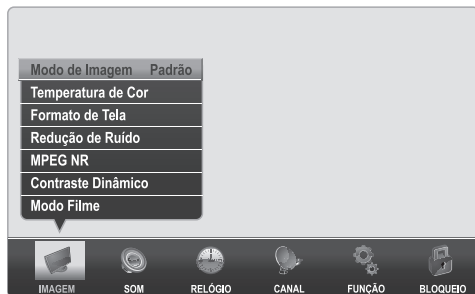 Modo de Imagem Padrão
Temperatura de Cor
Formato de Tela
Redução de Ruído
MPEG NR
Contraste Dinâmico
Modo Filme
IMAGEM SOM RELÓGIO CANAL FUNÇÃO BLOQUEIO